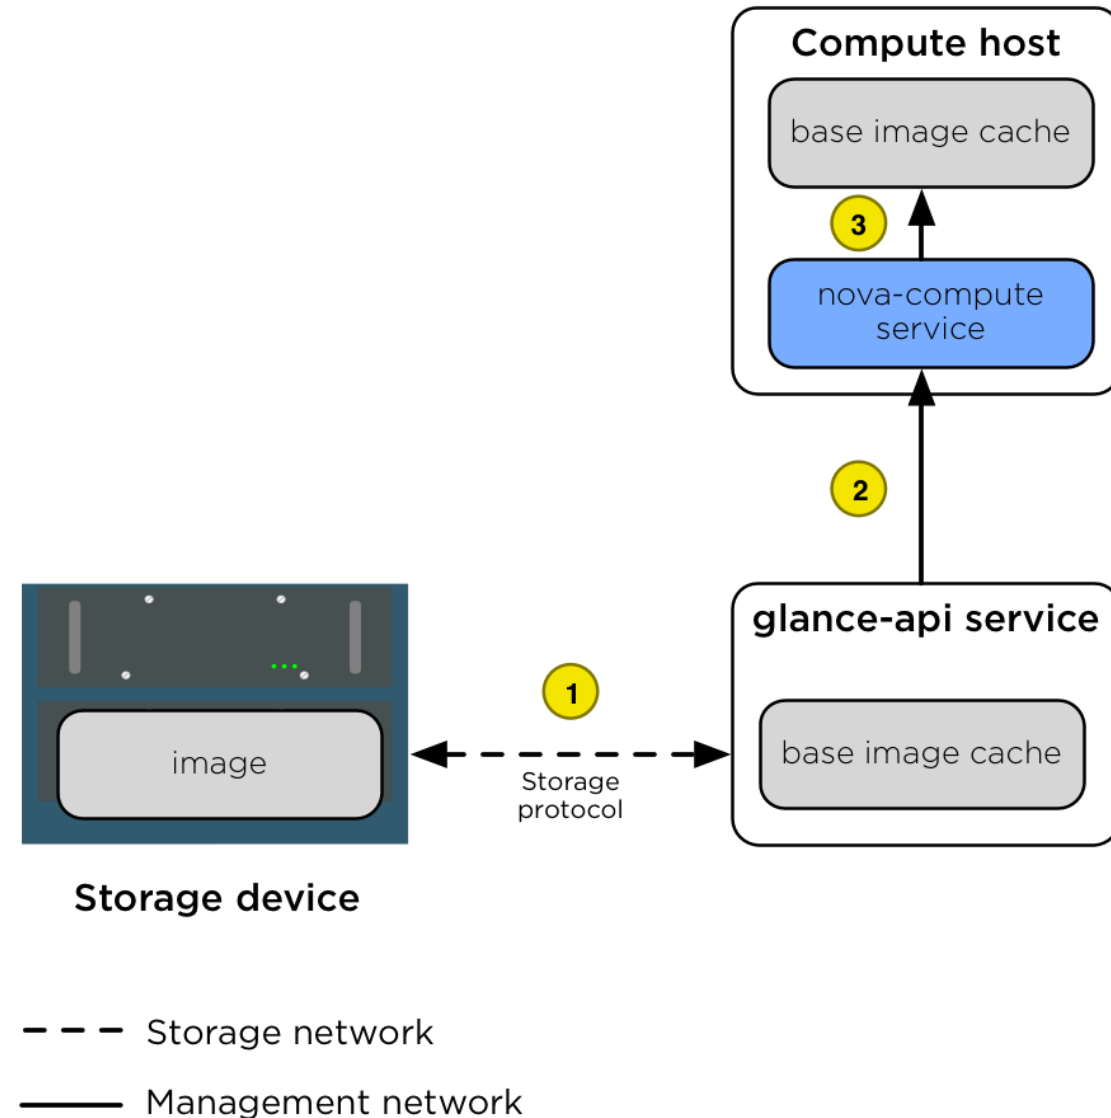 Compute host
base image cache
3
nova-compute
service
2
glance-api service
1
image
base image cache
Storage
protocol
Storage device
Storage network
Management network